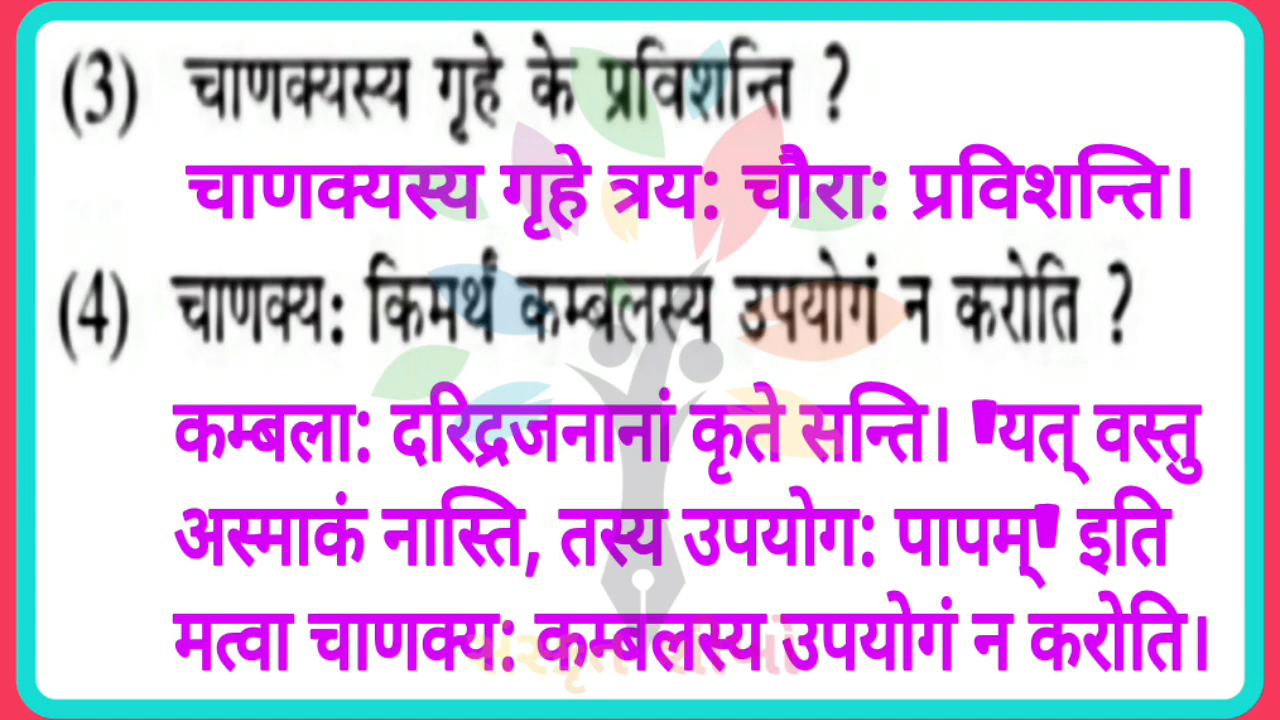 (3) चाणक्यस्य गृहे के प्रविशन्ति ?
चाणक्यस्य गृहे त्रय: चौरा: प्रविशन्ति।
(4) चाणक्य: किमर्थं कम्बलस्य उपयोगं न करोति ?
कम्बला: दरिद्रजनानां कृते सन्ति। 'यत् वस्तु
अस्माकं नास्ति, तस्य उपयोग: पापम्' इति
मत्वा चाणक्य: कम्बलस्य उपयोगं न करोति।